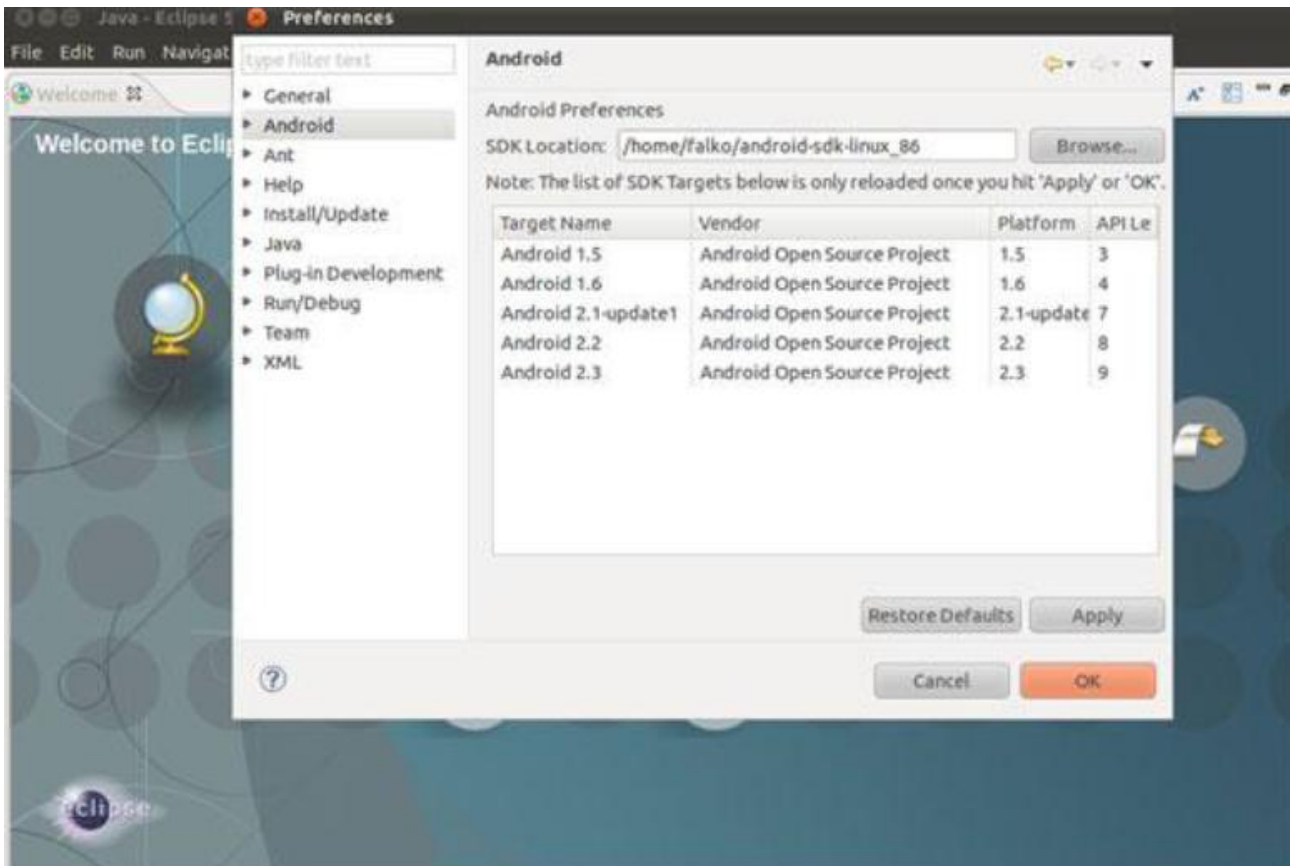 Java - Eclipse S
Preferences
File Edit Run Navigat
Welcome
Welcome to Eclip
type filter text
General
Android
Ant
Help
Install/Update
Java
Plug-in Development
Run/Debug
Team
XML
Android
Android Preferences
SDK Location: /home/falko/android-sdk-linux_86 Browse...
Note: The list of SDK Targets below is only reloaded once you hit 'Apply' or 'OK'.
Target Name Vendor Platform API Le
Android 1.5 Android Open Source Project 1.5 3
Android 1.6 Android Open Source Project 1.6 4
Android 2.1-update1 Android Open Source Project 2.1-update 7
Android 2.2 Android Open Source Project 2.2 8
Android 2.3 Android Open Source Project 2.3 9
Restore Defaults Apply
Cancel OK
eclipse